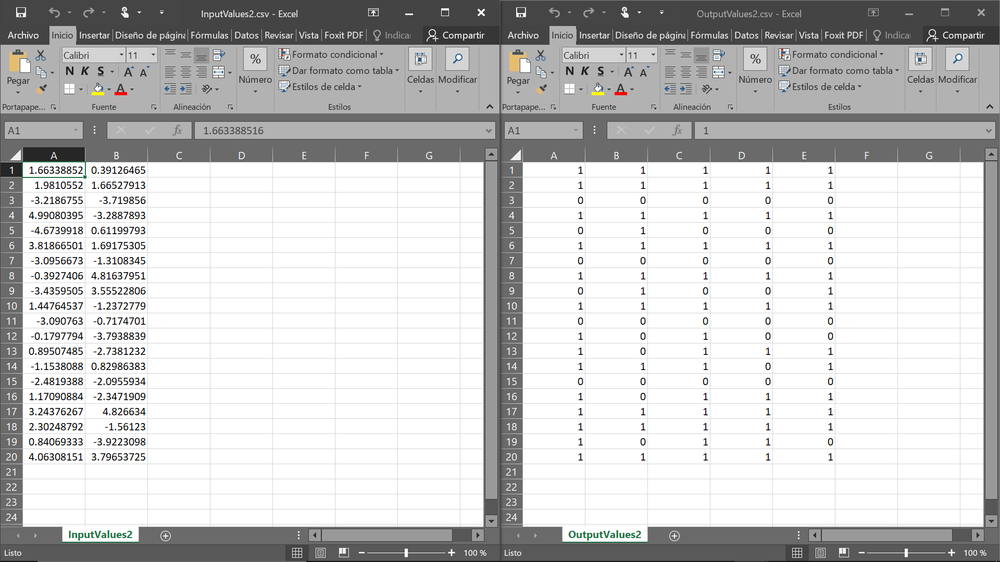 InputValues2.csv - Excel
Archivo Inicio Insertar Diseño de página Fórmulas Datos Revisar Vista Foxit PDF Indica Compartir
Calibri 11
% Formato condicional
N K S A A Dar formato como tabla
Pegar Número Celdas Modificar
A Estilos de celda
Portapape... Fuente Alineación Estilos
A1 fx 1.663388516
A B C D E F G
1 1.66338852 0.39126465
2 1.9810552 1.66527913
3 -3.2186755 -3.719856
4 4.99080395 -3.2887893
5 -4.6739918 0.61199793
6 3.81866501 1.69175305
7 -3.0956673 -1.3108345
8 -0.3927406 4.81637951
9 -3.4359505 3.55522806
10 1.44764537 -1.2372779
11 -3.090763 -0.7174701
12 -0.1797794 -3.7938839
13 0.89507485 -2.7381232
14 -1.1538088 0.82986383
15 -2.4819388 -2.0955934
16 1.17090884 -2.3471909
17 3.24376267 4.826634
18 2.30248792 -1.56123
19 0.84069333 -3.9223098
20 4.06308151 3.79653725
21
22
23
24
InputValues2
Listo 100 %
OutputValues2.csv - Excel
Archivo Inicio Insertar Diseño de página Fórmulas Datos Revisar Vista Foxit PDF Indica Compartir
Calibri 11
% Formato condicional
N K S A A Dar formato como tabla
Pegar Número Celdas Modificar
A Estilos de celda
Portapape... Fuente Alineación Estilos
A1 fx 1
A B C D E F G
1 1 1 1 1 1
2 1 1 1 1 1
3 0 0 0 0 0
4 1 1 1 1 1
5 0 1 0 0 0
6 1 1 1 1 1
7 0 0 0 0 0
8 1 1 1 1 1
9 0 1 0 0 1
10 1 1 1 1 1
11 0 0 0 0 0
12 1 0 1 0 0
13 1 0 1 1 1
14 1 1 1 0 1
15 0 0 0 0 0
16 1 0 1 1 1
17 1 1 1 1 1
18 1 1 1 1 1
19 1 0 1 1 0
20 1 1 1 1 1
21
22
23
24
OutputValues2
Listo 100 %